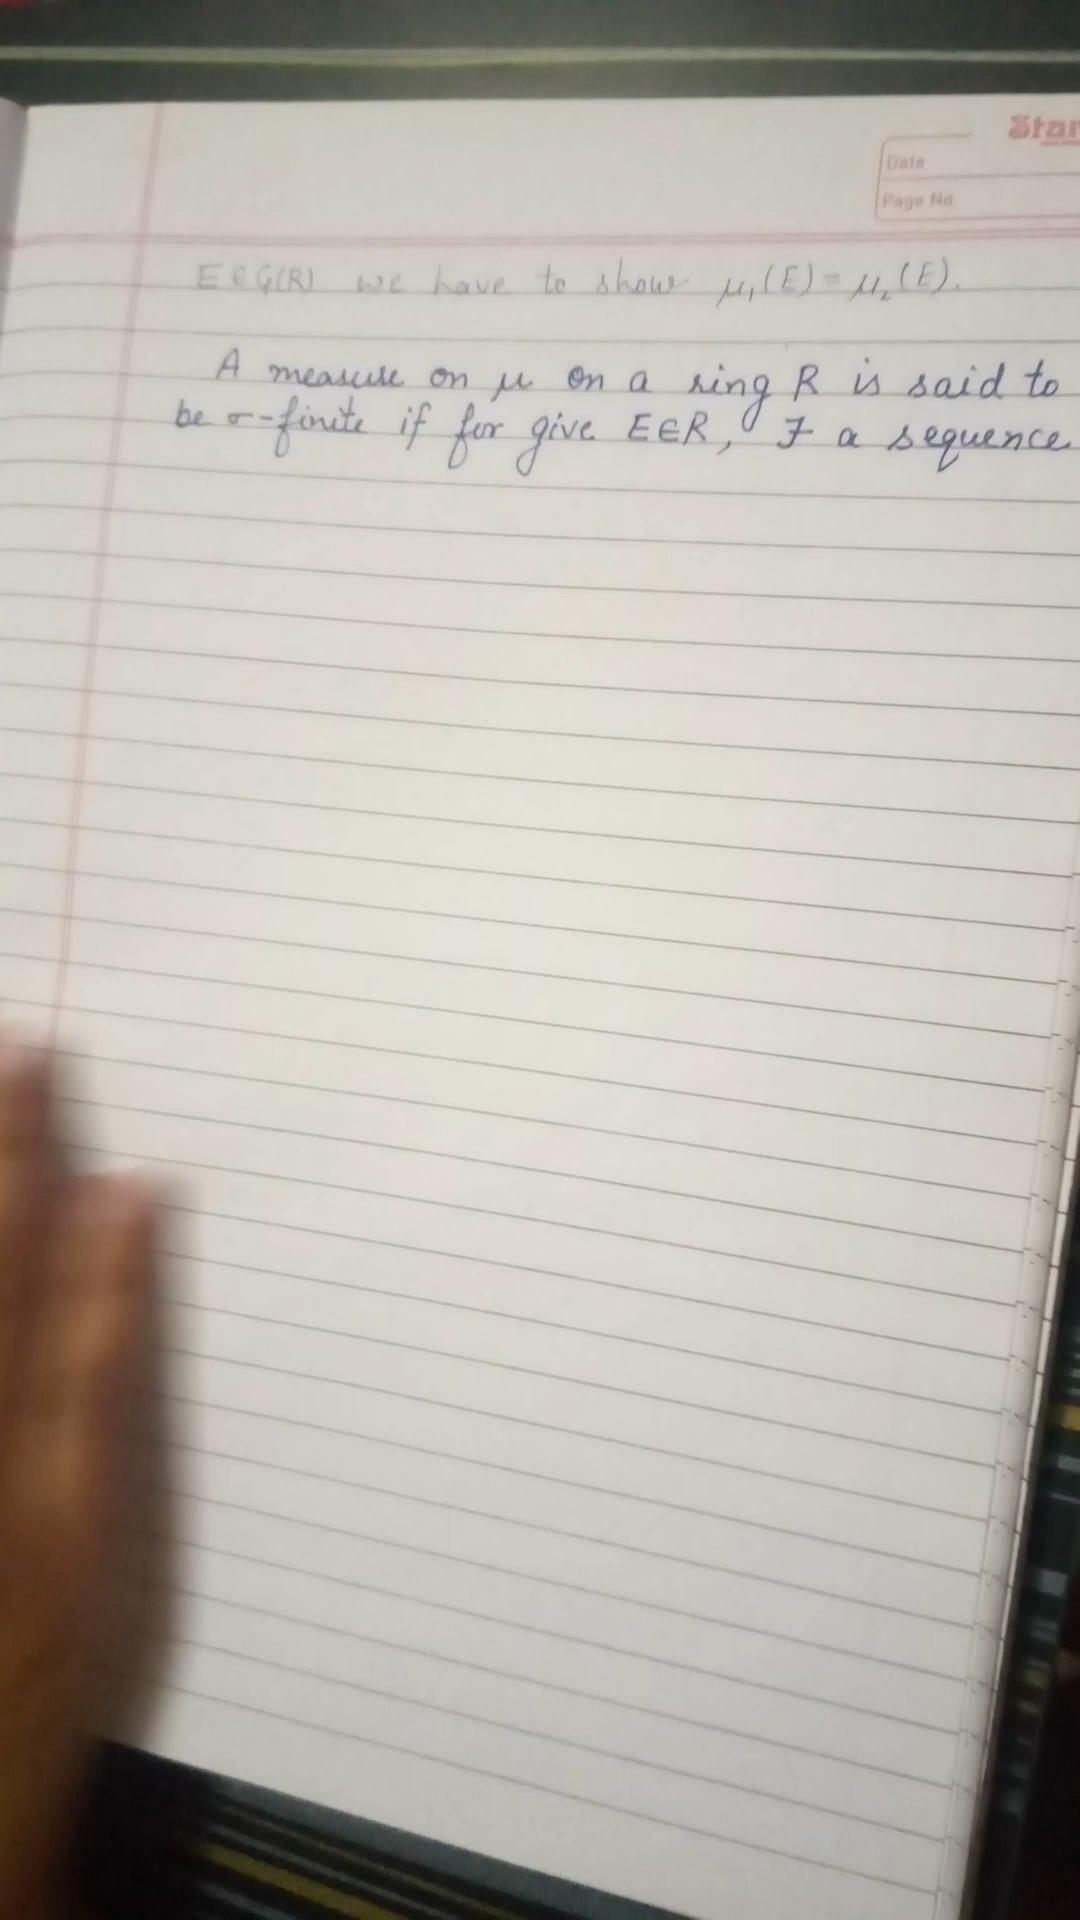 Star
Date
Page No.
E ∈ G(R) we have to show μ₁(E) = μ₂(E).
A measure on μ on a ring R is said to
be σ-finite if for give E∈R, ∃ a sequence